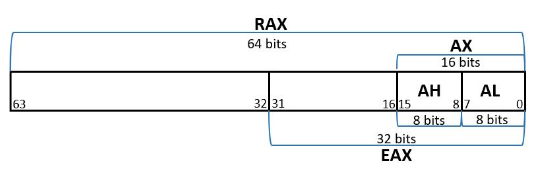 RAX
64 bits
AX
16 bits
63 32 31 16 15 AH 8 7 AL 0
8 bits 8 bits
32 bits
EAX